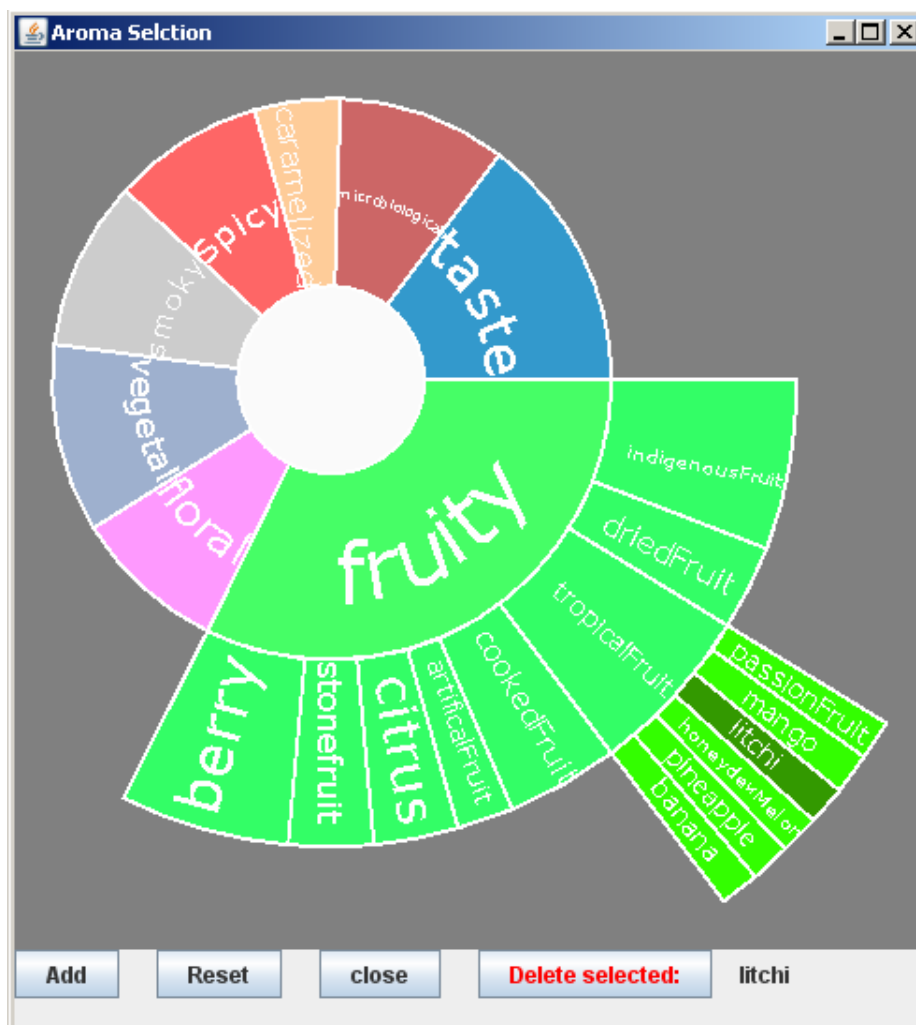 Aroma Selction
caramelized
microbiological
Spicy
taste
smoky
vegetal
floral
fruity
indigenousFruit
driedFruit
tropicalFruit
cookedFruit
artificalFruit
citrus
stonefruit
berry
passionFruit
mango
litchi
honeydewMelon
pineapple
banana
Add
Reset
close
Delete selected:
litchi